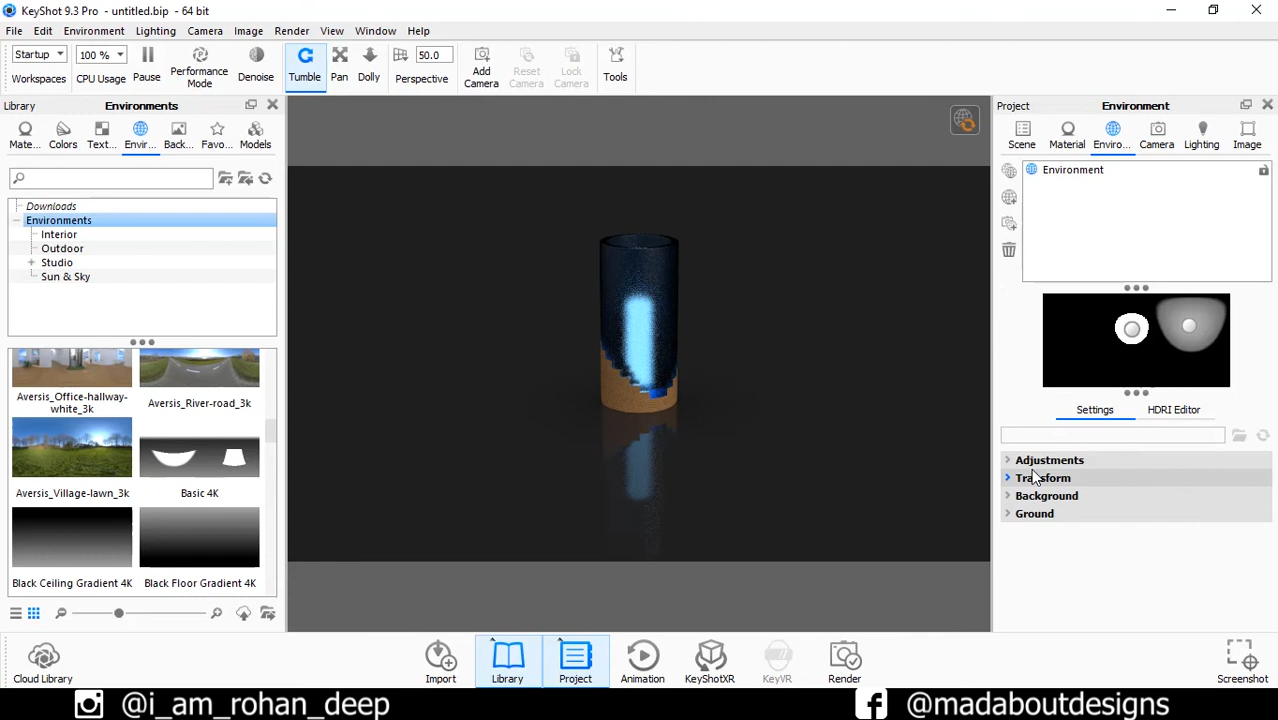 KeyShot 9.3 Pro - untitled.bip - 64 bit
File Edit Environment Lighting Camera Image Render View Window Help
Startup 100 % 50.0
Workspaces CPU Usage Pause Performance Mode Denoise Tumble Pan Dolly Perspective Add Camera Reset Camera Lock Camera Tools
Library Environments
Project Environment
Mate... Colors Text... Envir... Back... Favo... Models
Scene Material Enviro... Camera Lighting Image
Environment
Downloads
Environments
Interior
Outdoor
Studio
Sun & Sky
Aversis_Office-hallway-white_3k
Aversis_River-road_3k
Aversis_Village-lawn_3k
Basic 4K
Black Ceiling Gradient 4K
Black Floor Gradient 4K
Settings HDRI Editor
Adjustments
Transform
Background
Ground
Cloud Library Import Library Project Animation KeyShotXR KeyVR Render Screenshot
@i_am_rohan_deep @madaboutdesigns